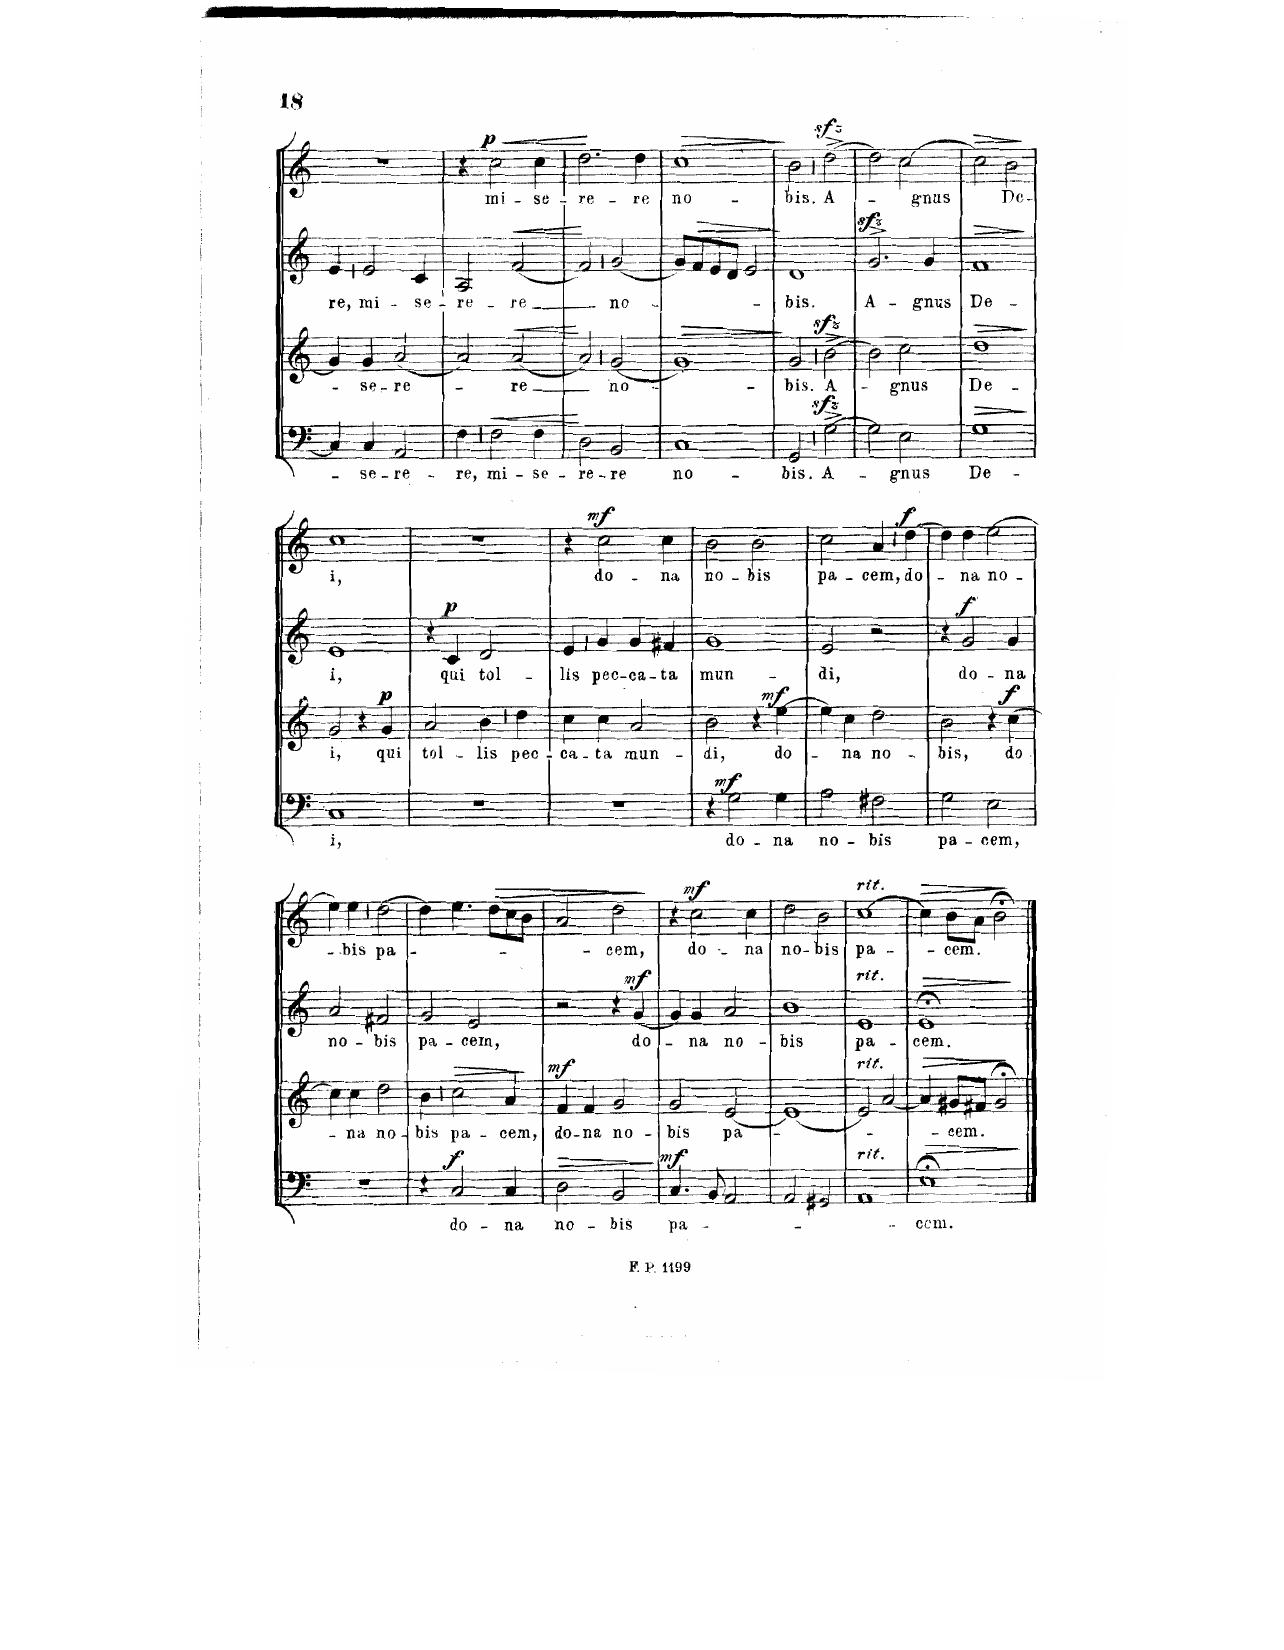 18
p
sfz
mi - se - re - re no - bis. A - gnus De-
sfz
re, mi - se - re - re no - bis. A - gnus De -
sfz
- se - re - re no - bis. A - gnus De -
sfz
- se - re - re, mi - se - re - re no - bis. A - gnus De -
mf f
i, do - na no - bis pa - cem, do - na no -
p f
i, qui tol - lis pec - ca - ta mun - di, do - na
p mf f
i, qui tol - lis pec - ca - ta mun - di, do - na no - bis, do
mf
i, do - na no - bis pa - cem,
mf rit.
- bis pa - - cem, do - na no - bis pa - - cem.
mf rit.
no - bis pa - cem, do - na no - bis pa - cem.
mf rit.
- na no - bis pa - cem, do - na no - bis pa - - - cem.
f mf rit.
do - na no - bis pa - - - cem.
F. P. 1199